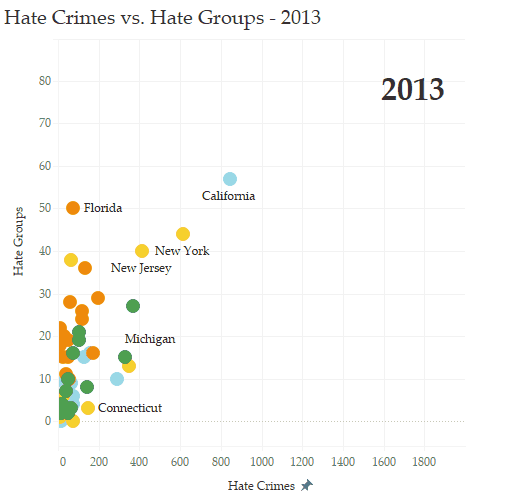 Hate Crimes vs. Hate Groups - 2013
80
2013
70
60
California
50
Florida
40
New York
New Jersey
30
20
Michigan
10
Connecticut
0
Hate Groups
0 200 400 600 800 1000 1200 1400 1600 1800
Hate Crimes